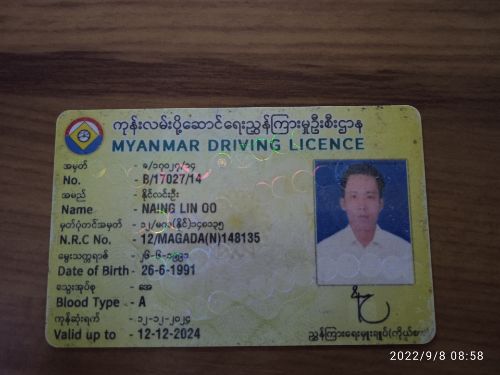 ကုန်းလမ်းပို့ဆောင်ရေးညွှန်ကြားမှုဦးစီးဌာန
MYANMAR DRIVING LICENCE
အမှတ် - ခ/၁၇၀၂၇/၁၄
No. - B/17027/14
အမည် - နိုင်လင်းဦး
Name - NAING LIN OO
မှတ်ပုံတင်အမှတ် - ၁၂/မဂဒ(နိုင်)၁၄၈၁၃၅
N.R.C No. - 12/MAGADA(N)148135
မွေးသက္ကရာဇ် - ၂၆-၆-၁၉၉၁
Date of Birth - 26-6-1991
သွေးအုပ်စု - အေ
Blood Type - A
ကုန်ဆုံးရက် - ၁၂-၁၂-၂၀၂၄
Valid up to - 12-12-2024
ညွှန်ကြားရေးမှူးချုပ်(ကိုယ်စား)
2022/9/8 08:58